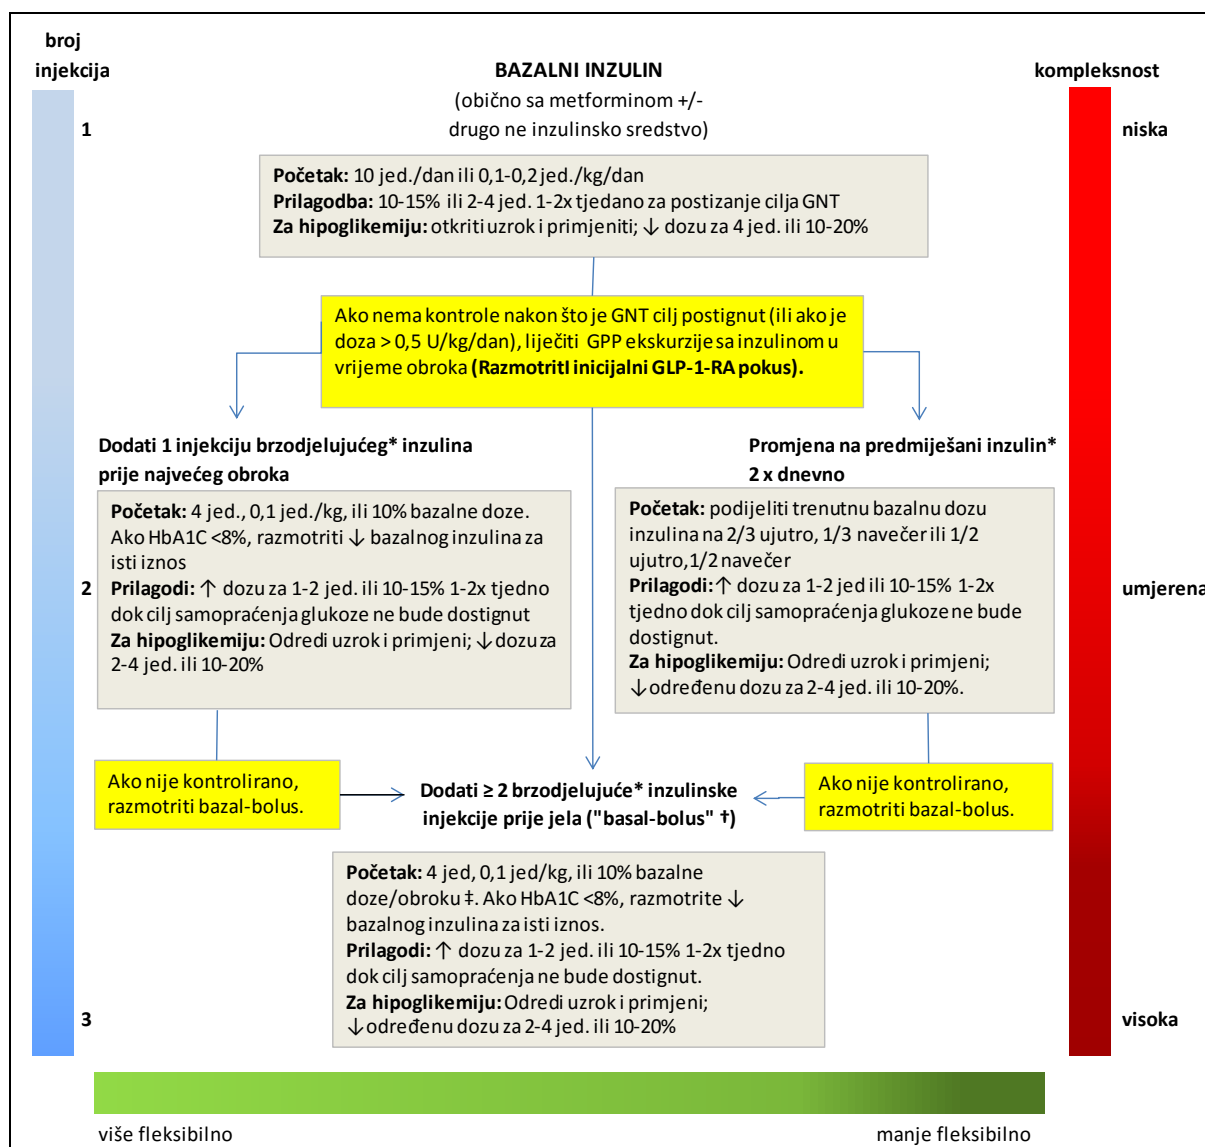 broj
injekcija
BAZALNI INZULIN
kompleksnost
(obično sa metforminom +/-
drugo ne inzulinsko sredstvo)
1
niska
Početak: 10 jed./dan ili 0,1-0,2 jed./kg/dan
Prilagodba: 10-15% ili 2-4 jed. 1-2x tjedano za postizanje cilja GNT
Za hipoglikemiju: otkriti uzrok i primjeniti; ↓ dozu za 4 jed. ili 10-20%
Ako nema kontrole nakon što je GNT cilj postignut (ili ako je
doza > 0,5 U/kg/dan), liječiti GPP ekskurzije sa inzulinom u
vrijeme obroka (RazmotritI inicijalni GLP-1-RA pokus).
Dodati 1 injekciju brzodjelujućeg* inzulina
prije najvećeg obroka
Početak: 4 jed., 0,1 jed./kg, ili 10% bazalne doze.
Ako HbA1C <8%, razmotriti ↓ bazalnog inzulina za
isti iznos
Prilagodi: ↑ dozu za 1-2 jed. ili 10-15% 1-2x tjedno
dok cilj samopraćenja glukoze ne bude dostignut
Za hipoglikemiju: Odredi uzrok i primjeni; ↓ dozu za
2-4 jed. ili 10-20%
Promjena na predmiješani inzulin*
2 x dnevno
Početak: podijeliti trenutnu bazalnu dozu
inzulina na 2/3 ujutro, 1/3 navečer ili 1/2
ujutro,1/2 navečer
Prilagodi: ↑ dozu za 1-2 jed ili 10-15% 1-2x
tjedno dok cilj samopraćenja glukoze ne bude
dostignut.
Za hipoglikemiju: Odredi uzrok i primjeni;
↓ određenu dozu za 2-4 jed. ili 10-20%.
2
umjerena
Ako nije kontrolirano,
razmotriti bazal-bolus.
Dodati ≥ 2 brzodjelujuće* inzulinske
injekcije prije jela ("basal-bolus" †)
Ako nije kontrolirano,
razmotriti bazal-bolus.
Početak: 4 jed, 0,1 jed/kg, ili 10% bazalne
doze/obroku ‡. Ako HbA1C <8%, razmotrite ↓
bazalnog inzulina za isti iznos.
Prilagodi: ↑ dozu za 1-2 jed. ili 10-15% 1-2x tjedno
dok cilj samopraćenja ne bude dostignut.
Za hipoglikemiju: Odredi uzrok i primjeni;
↓ određenu dozu za 2-4 jed. ili 10-20%
3
visoka
više fleksibilno
manje fleksibilno